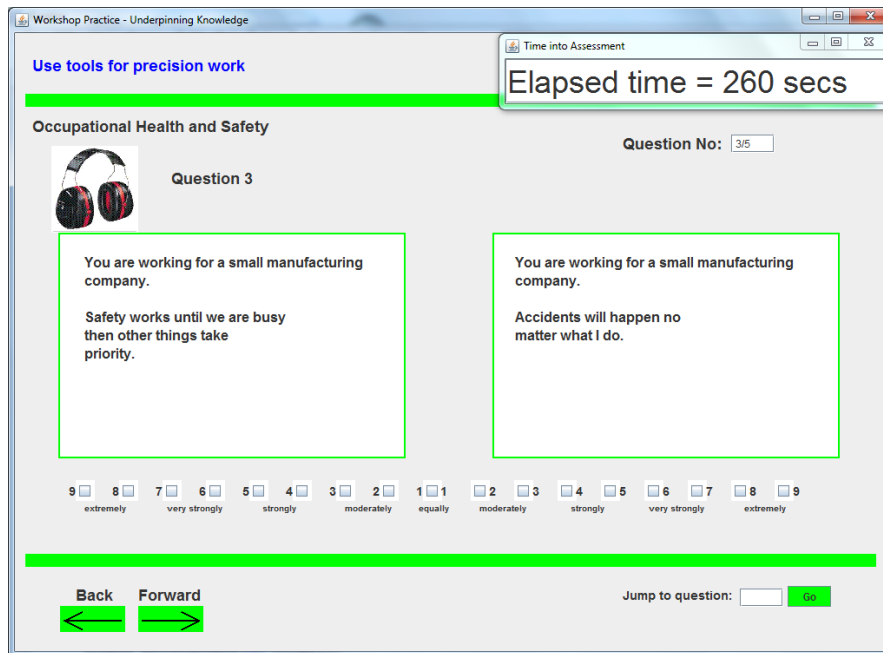 Workshop Practice - Underpinning Knowledge
Time into Assessment
Elapsed time = 260 secs
Use tools for precision work
Occupational Health and Safety
Question No: 3/5
Question 3
You are working for a small manufacturing
company.
Safety works until we are busy
then other things take
priority.
You are working for a small manufacturing
company.
Accidents will happen no
matter what I do.
9 8 7 6 5 4 3 2 1 1 2 3 4 5 6 7 8 9
extremely very strongly strongly moderately equally moderately strongly very strongly extremely
Back Forward
Jump to question: Go